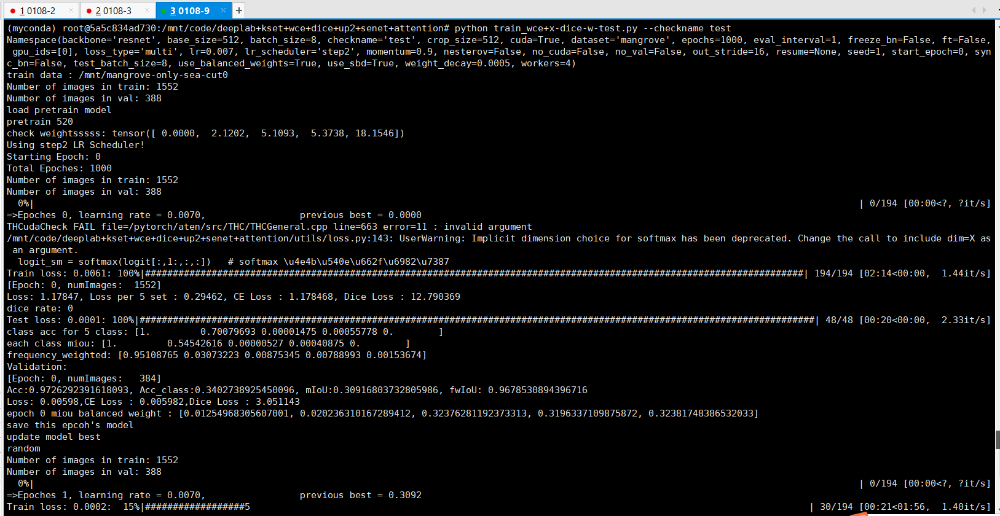 1 0108-2 × 2 0108-3 × 3 0108-9 × +
(myconda) root@5a5c834ad730:/mnt/code/deeplab+kset+wce+dice+up2+senet+attention# python train_wce+x-dice-w-test.py --checkname test
Namespace(backbone='resnet', base_size=512, batch_size=8, checkname='test', crop_size=512, cuda=True, dataset='mangrove', epochs=1000, eval_interval=1, freeze_bn=False, ft=False,
 gpu_ids=[0], loss_type='multi', lr=0.007, lr_scheduler='step2', momentum=0.9, nesterov=False, no_cuda=False, no_val=False, out_stride=16, resume=None, seed=1, start_epoch=0, syn
c_bn=False, test_batch_size=8, use_balanced_weights=True, use_sbd=True, weight_decay=0.0005, workers=4)
train data : /mnt/mangrove-only-sea-cut0
Number of images in train: 1552
Number of images in val: 388
load pretrain model
pretrain 520
check weightsssss: tensor([ 0.0000,  2.1202,  5.1093,  5.3738, 18.1546])
Using step2 LR Scheduler!
Starting Epoch: 0
Total Epoches: 1000
Number of images in train: 1552
Number of images in val: 388
  0%| | 0/194 [00:00<?, ?it/s]
=>Epoches 0, learning rate = 0.0070,                 previous best = 0.0000
THCudaCheck FAIL file=/pytorch/aten/src/THC/THCGeneral.cpp line=663 error=11 : invalid argument
/mnt/code/deeplab+kset+wce+dice+up2+senet+attention/utils/loss.py:143: UserWarning: Implicit dimension choice for softmax has been deprecated. Change the call to include dim=X as
 an argument.
  logit_sm = softmax(logit[:,1:,:,:])   # softmax \u4e4b\u540e\u662f\u6982\u7387
Train loss: 0.0061: 100%|#######################################################################################################################| 194/194 [02:14<00:00,  1.44it/s]
[Epoch: 0, numImages:  1552]
Loss: 1.17847, Loss per 5 set : 0.29462, CE Loss : 1.178468, Dice Loss : 12.790369
dice rate: 0
Test loss: 0.0001: 100%|##########################################################################################################################| 48/48 [00:20<00:00,  2.33it/s]
class acc for 5 class: [1.         0.70079693 0.00001475 0.00055778 0.        ]
each class miou: [1.         0.54542616 0.00000527 0.00040875 0.        ]
frequency_weighted: [0.95108765 0.03073223 0.00875345 0.00788993 0.00153674]
Validation:
[Epoch: 0, numImages:   384]
Acc:0.9726292391618093, Acc_class:0.3402738925450096, mIoU:0.30916803732805986, fwIoU: 0.9678530894396716
Loss: 0.00598,CE Loss : 0.005982,Dice Loss : 3.051143
epoch 0 miou balanced weight : [0.01254968305607001, 0.020236310167289412, 0.32376281192373313, 0.3196337109875872, 0.32381748386532033]
save this epcoh's model
update model best
random
Number of images in train: 1552
Number of images in val: 388
  0%| | 0/194 [00:00<?, ?it/s]
=>Epoches 1, learning rate = 0.0070,                 previous best = 0.3092
Train loss: 0.0002:  15%|##################5 | 30/194 [00:21<01:56,  1.40it/s]